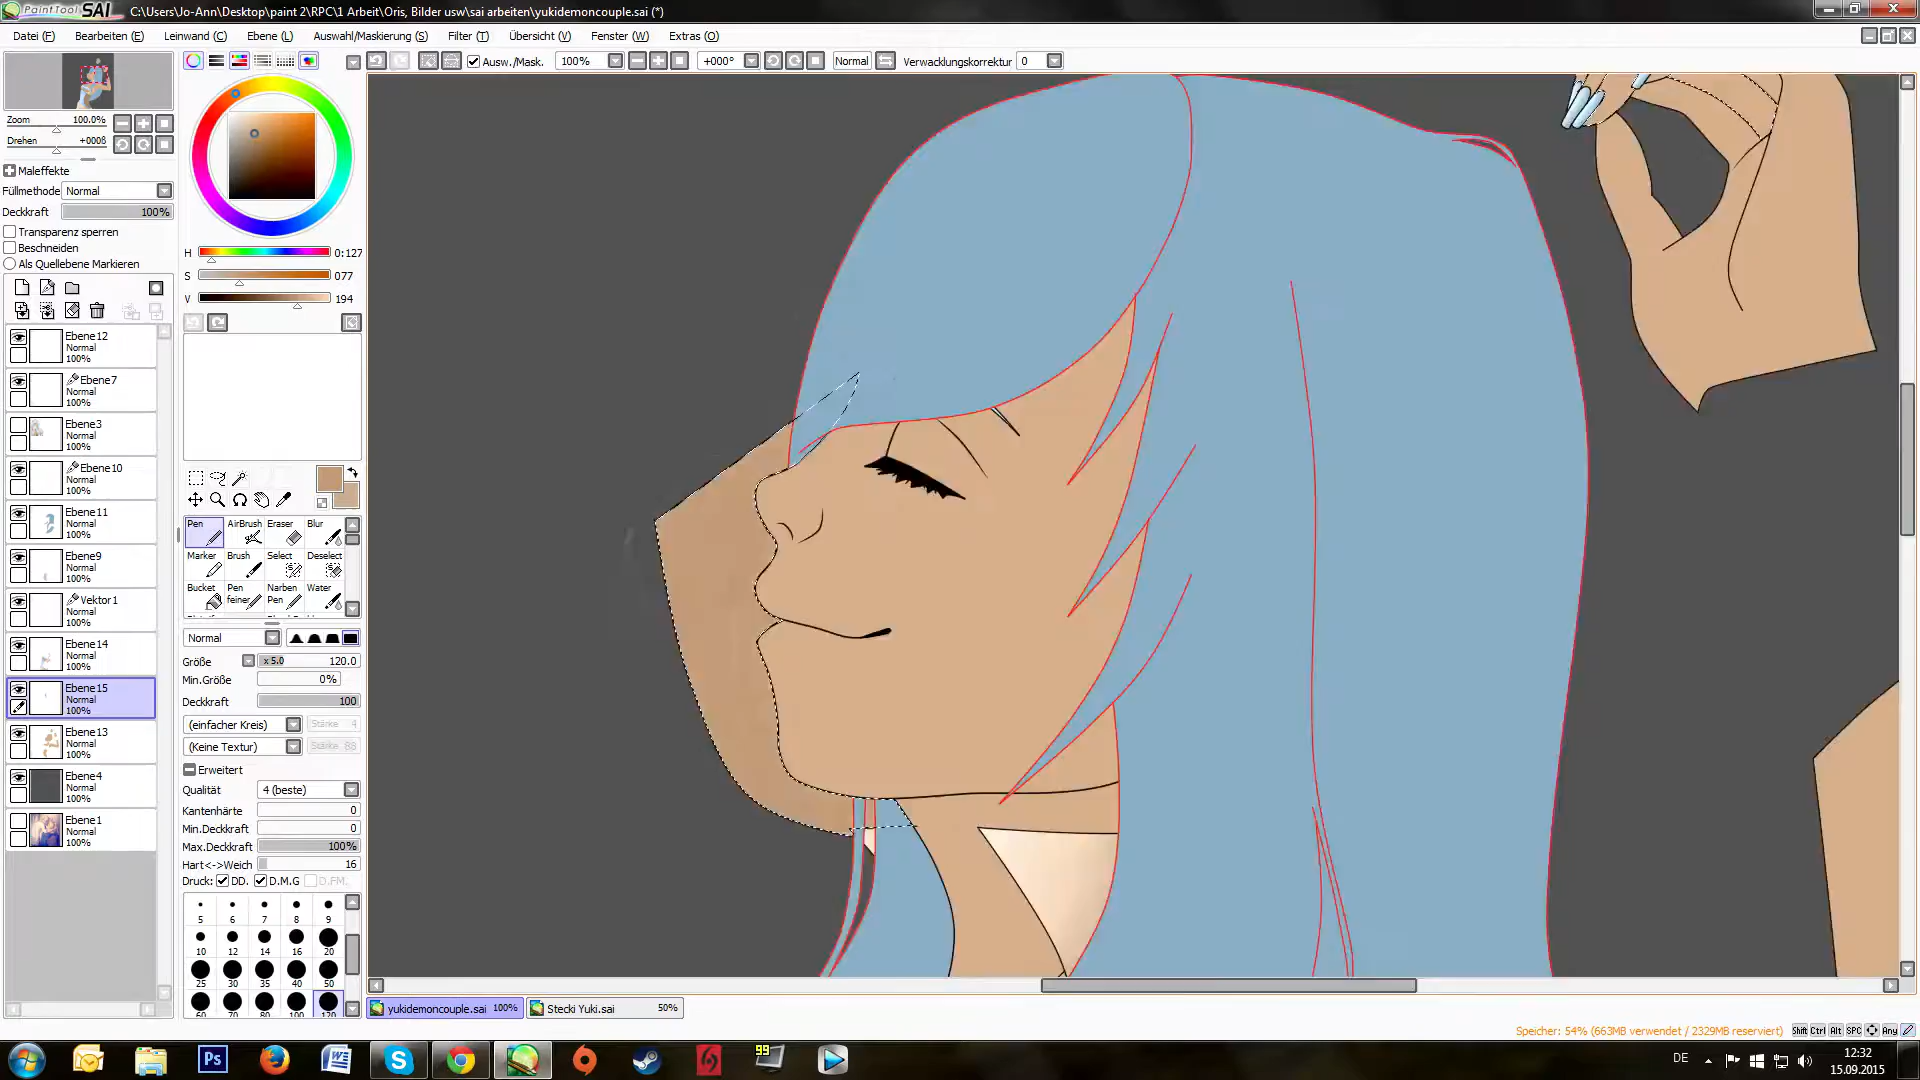 PaintTool SAI C:\Users\Jo-Ann\Desktop\paint 2\RPC\1 Arbeit\Oris, Bilder usw\sai arbeiten\yukidemoncouple.sai (*)
Datei (F) Bearbeiten (E) Leinwand (C) Ebene (L) Auswahl/Maskierung (S) Filter (T) Übersicht (V) Fenster (W) Extras (O)
Ausw./Mask. 100% +000° Normal Verwacklungskorrektur 0
Zoom 100.0%
Drehen +000ß
Maleffekte
Füllmethode Normal
Deckkraft 100%
Transparenz sperren
Beschneiden
Als Quellebene Markieren
Ebene12
Normal
100%
Ebene7
Normal
100%
Ebene3
Normal
100%
Ebene10
Normal
100%
Ebene11
Normal
100%
Ebene9
Normal
100%
Vektor1
Normal
100%
Ebene14
Normal
100%
Ebene15
Normal
100%
Ebene13
Normal
100%
Ebene4
Normal
100%
Ebene1
Normal
100%
H 0:127
S 077
V 194
Pen AirBrush Eraser Blur
Marker Brush Select Deselect
Bucket Pen feiner Narben Pen Water
Normal
Größe x 5.0 120.0
Min.Größe 0%
Deckkraft 100
(einfacher Kreis) Stärke 4
(Keine Textur) Stärke 88
Erweitert
Qualität 4 (beste)
Kantenhärte 0
Min.Deckkraft 0
Max.Deckkraft 100%
Hart<->Weich 16
Druck: DD. D.M.G D.FM.
5 6 7 8 9
10 12 14 16 20
25 30 35 40 50
60 70 80 100 120
yukidemoncouple.sai 100% Stecki Yuki.sai 50%
Speicher: 54% (663MB verwendet / 2329MB reserviert) Shift Ctrl Alt SPC Any
Ps
99
DE
12:32
15.09.2015